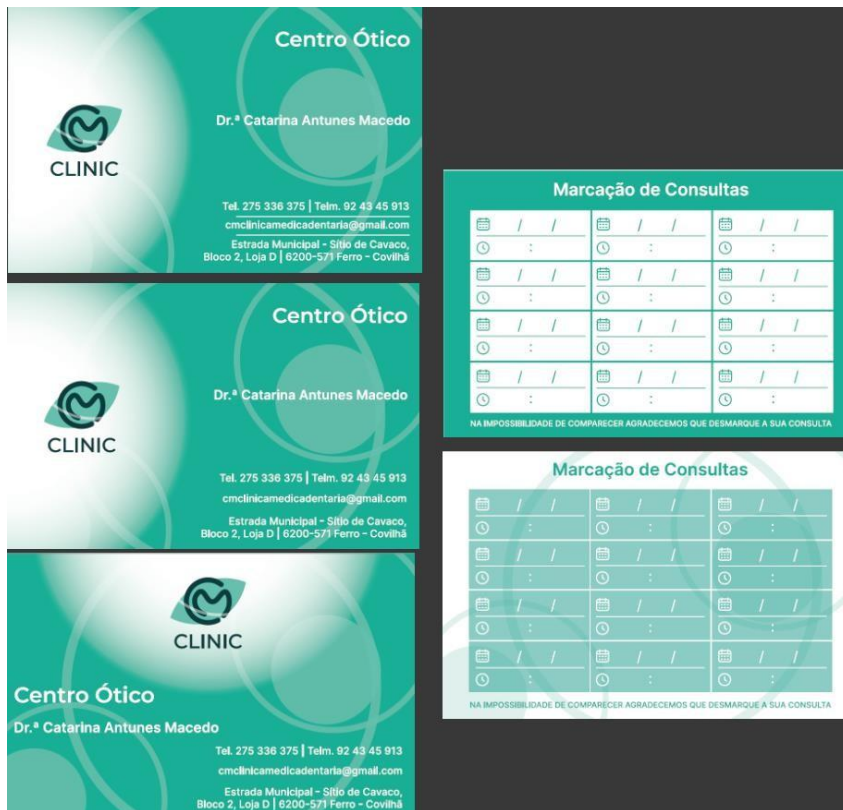 Centro Ótico
Dr.ª Catarina Antunes Macedo
CM
CLINIC
Tel. 275 336 375 | Telm. 92 43 45 913
cmclinicamedicadentaria@gmail.com
Estrada Municipal - Sítio de Cavaco,
Bloco 2, Loja D | 6200-571 Ferro - Covilhã
Centro Ótico
Dr.ª Catarina Antunes Macedo
CM
CLINIC
Tel. 275 336 375 | Telm. 92 43 45 913
cmclinicamedicadentaria@gmail.com
Estrada Municipal - Sítio de Cavaco,
Bloco 2, Loja D | 6200-571 Ferro - Covilhã
CM
CLINIC
Centro Ótico
Dr.ª Catarina Antunes Macedo
Tel. 275 336 375 | Telm. 92 43 45 913
cmclinicamedicadentaria@gmail.com
Estrada Municipal - Sítio de Cavaco,
Bloco 2, Loja D | 6200-571 Ferro - Covilhã
Marcação de Consultas
/ / / / / /
: : :
/ / / / / /
: : :
/ / / / / /
: : :
/ / / / / /
: : :
NA IMPOSSIBILIDADE DE COMPARECER AGRADECEMOS QUE DESMARQUE A SUA CONSULTA
Marcação de Consultas
/ / / / / /
: : :
/ / / / / /
: : :
/ / / / / /
: : :
/ / / / / /
: : :
NA IMPOSSIBILIDADE DE COMPARECER AGRADECEMOS QUE DESMARQUE A SUA CONSULTA